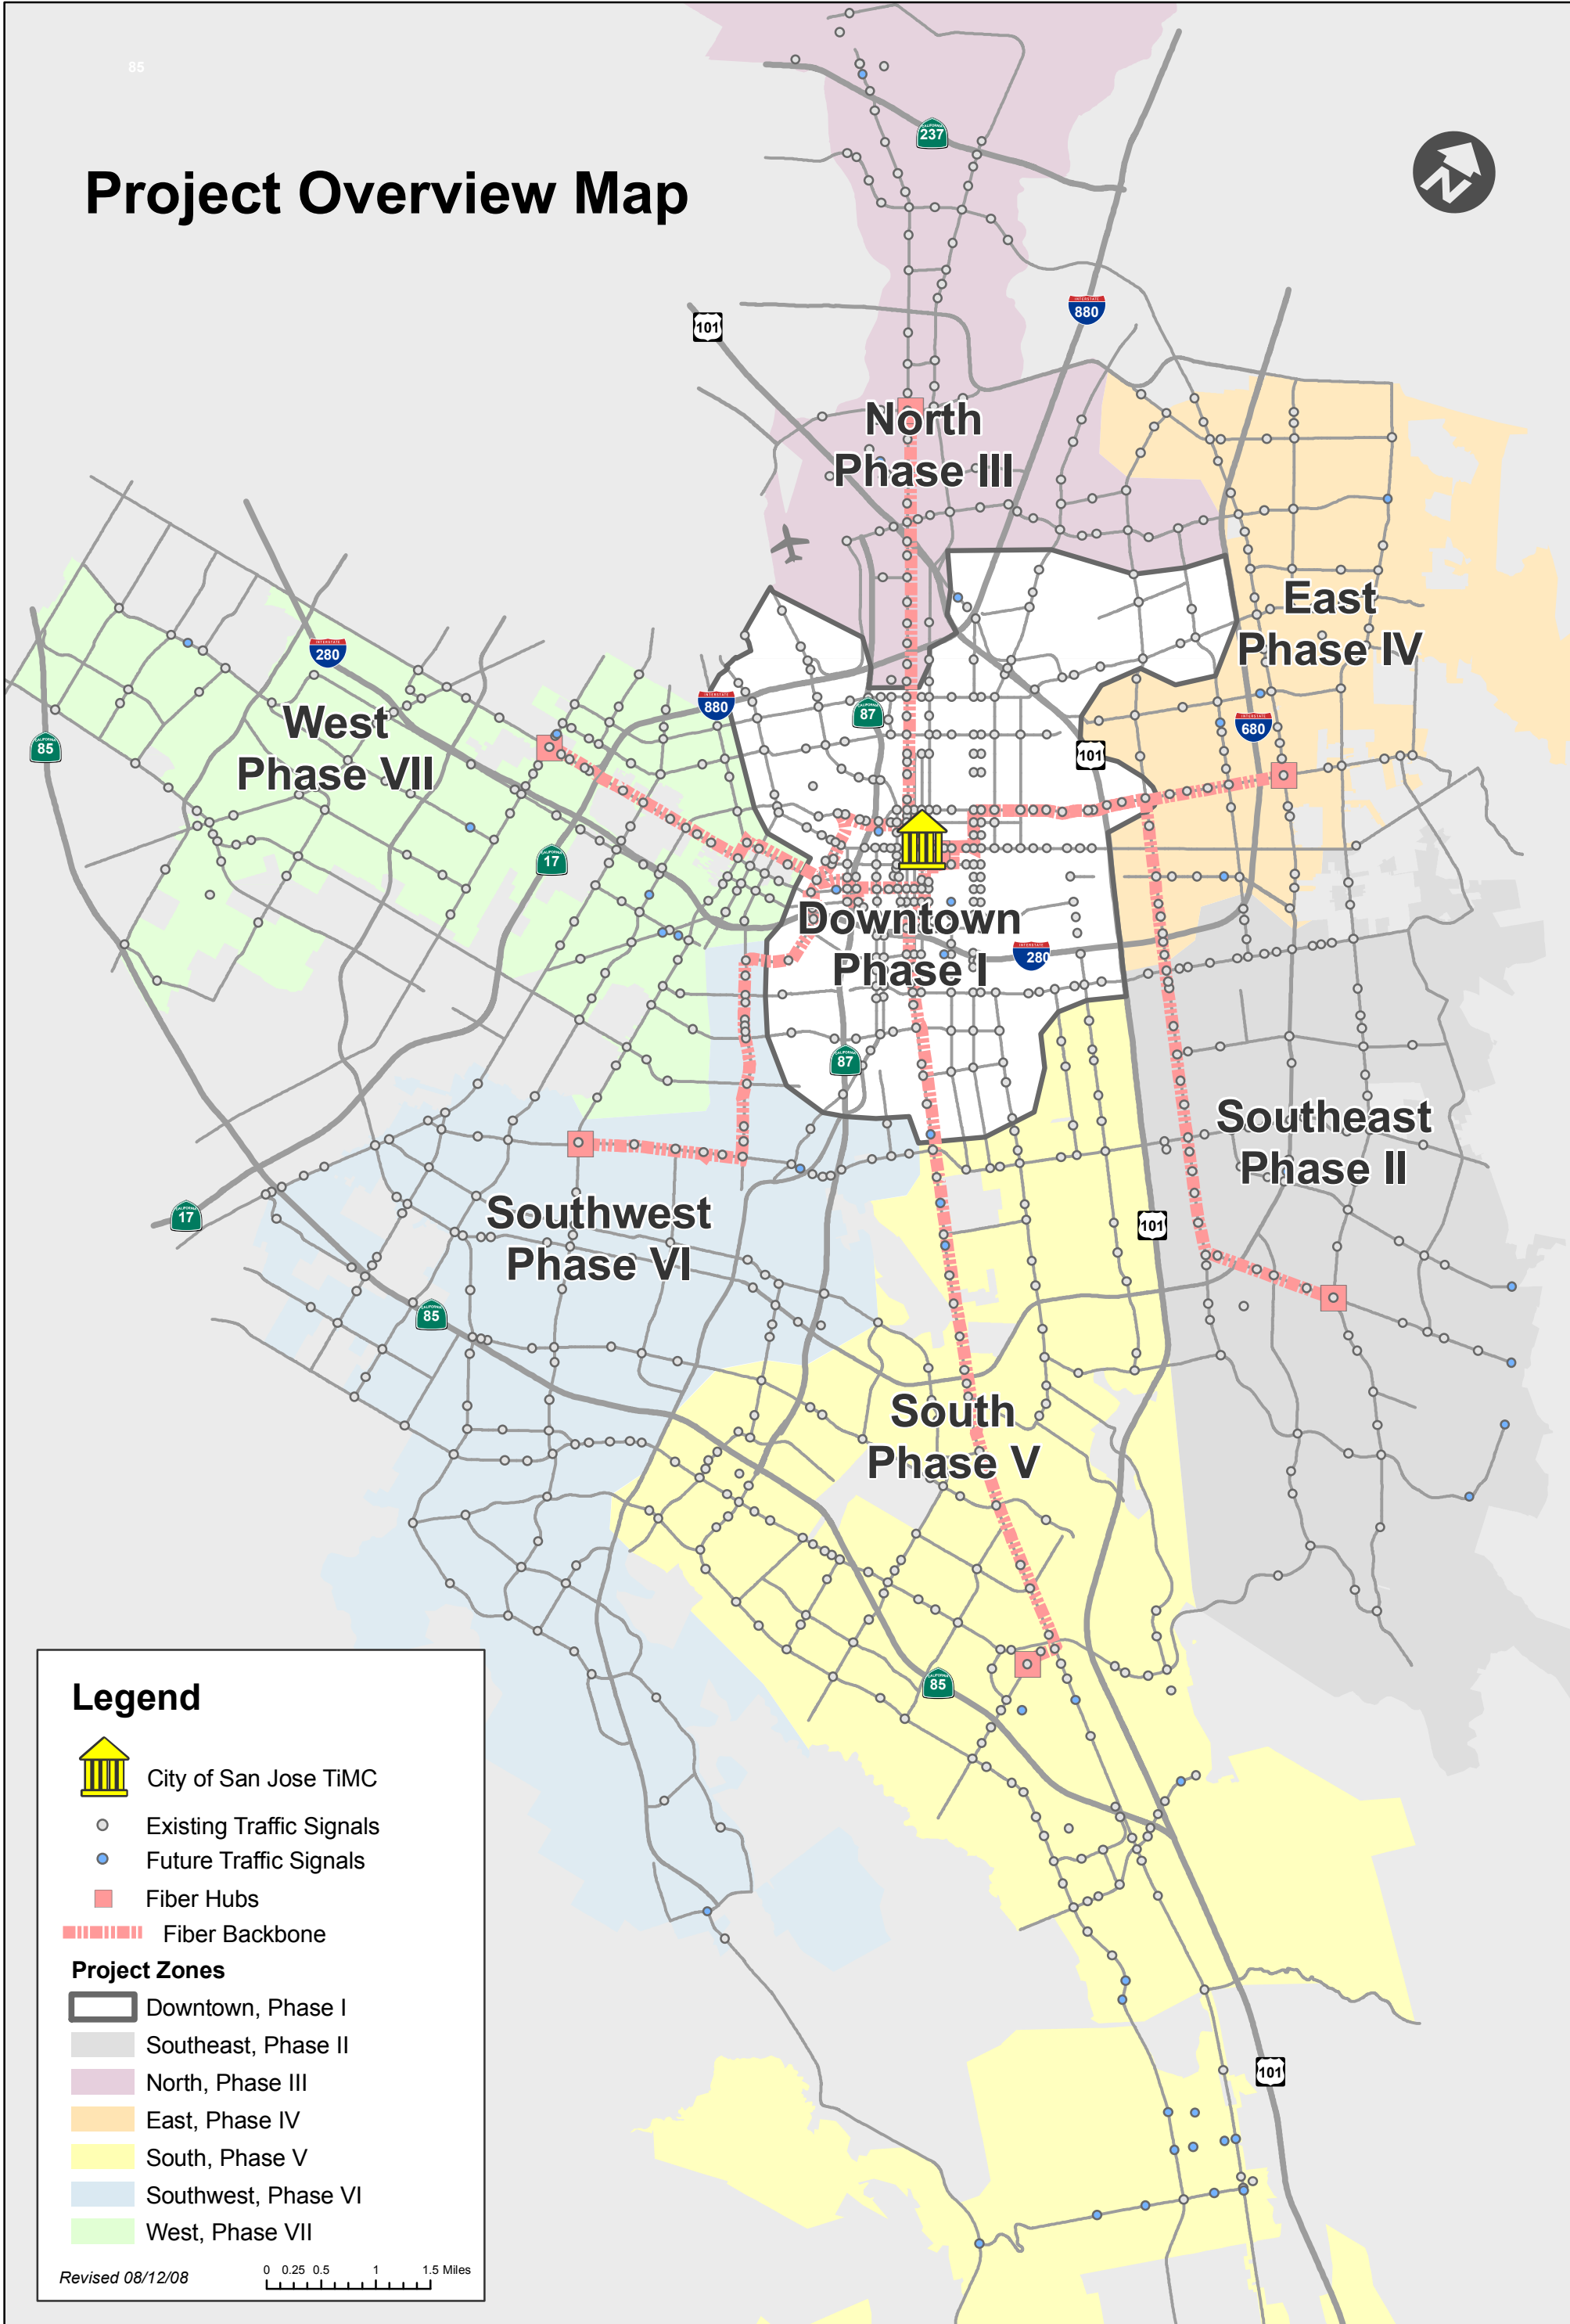 85
237
Project Overview Map
N
880
101
North
Phase III
East
Phase IV
280
880
87
West
Phase VII
85
680
101
17
Downtown
Phase I
280
87
Southeast
Phase II
Southwest
Phase VI
17
101
85
South
Phase V
85
101
Legend
City of San Jose TiMC
Existing Traffic Signals
Future Traffic Signals
Fiber Hubs
Fiber Backbone
Project Zones
Downtown, Phase I
Southeast, Phase II
North, Phase III
East, Phase IV
South, Phase V
Southwest, Phase VI
West, Phase VII
Revised 08/12/08
0 0.25 0.5 1 1.5 Miles